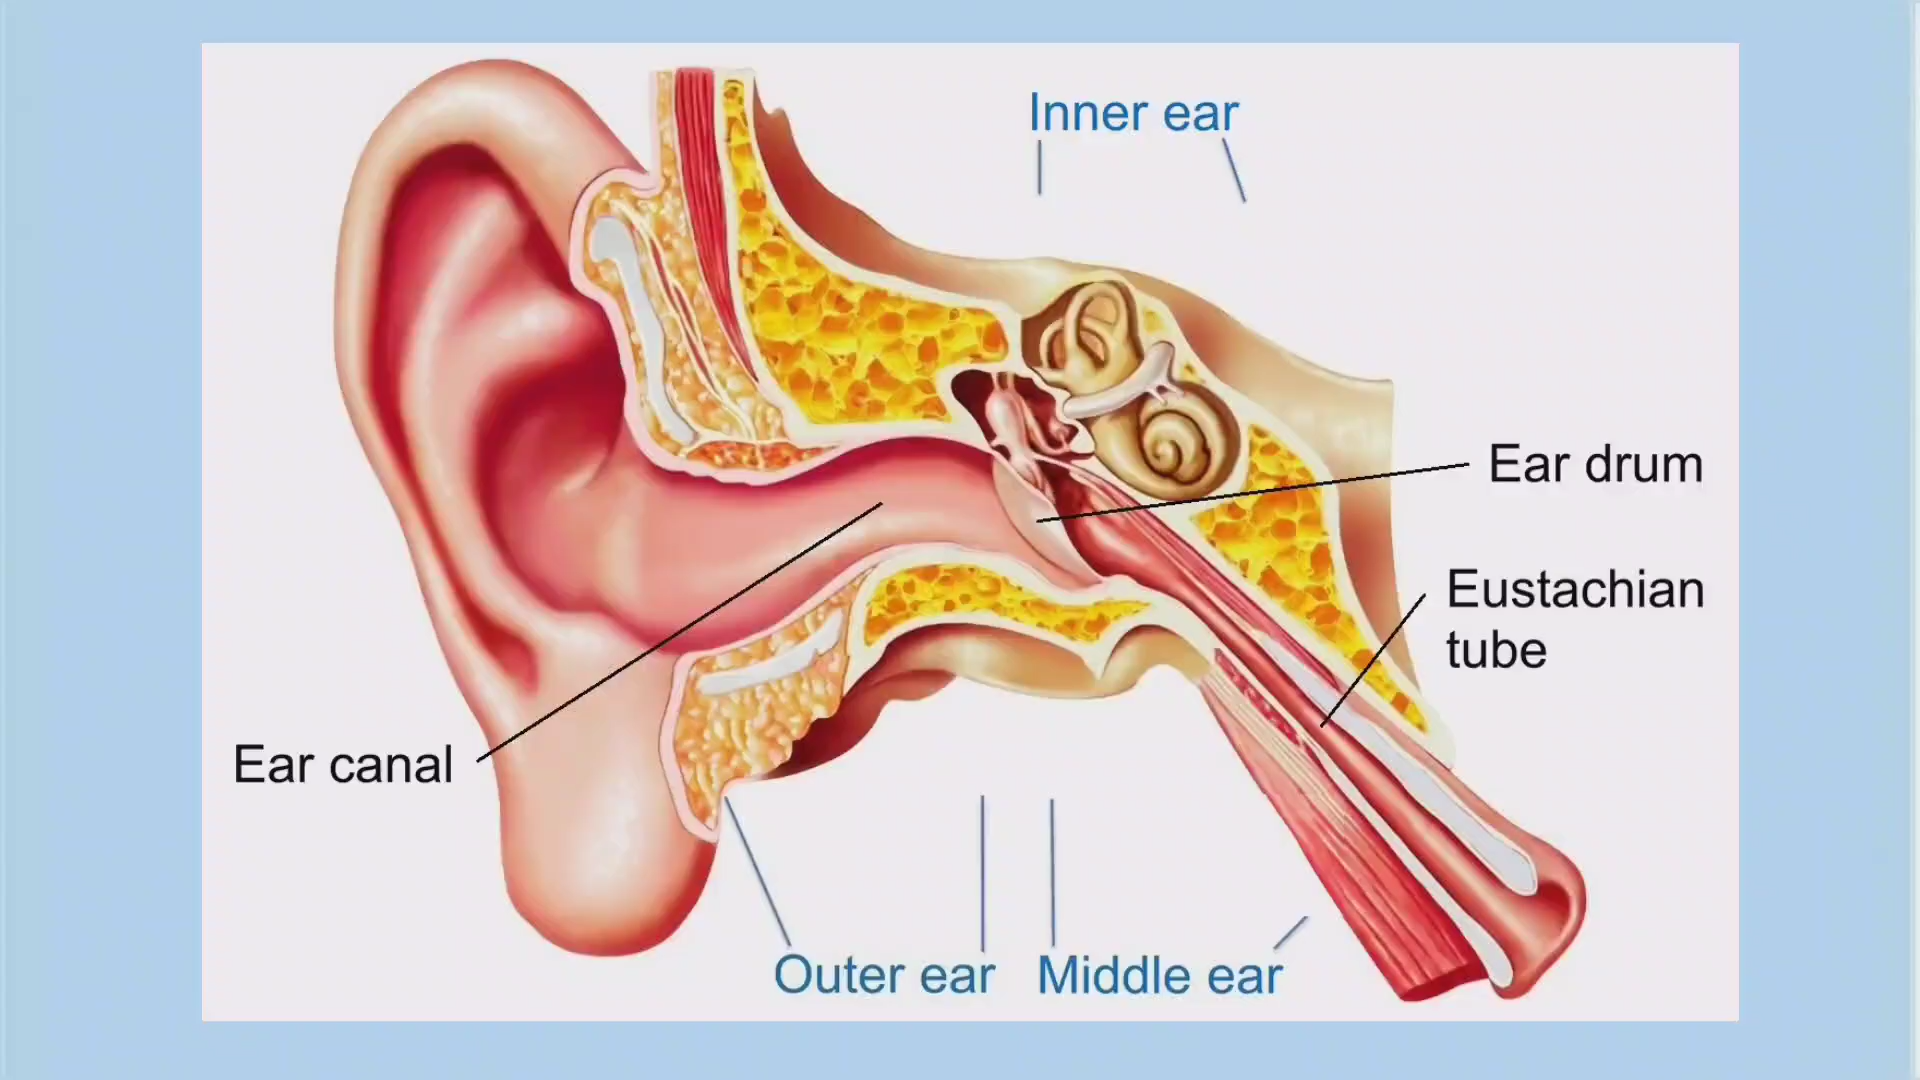 Inner ear
Ear drum
Eustachian
tube
Ear canal
Outer ear
Middle ear